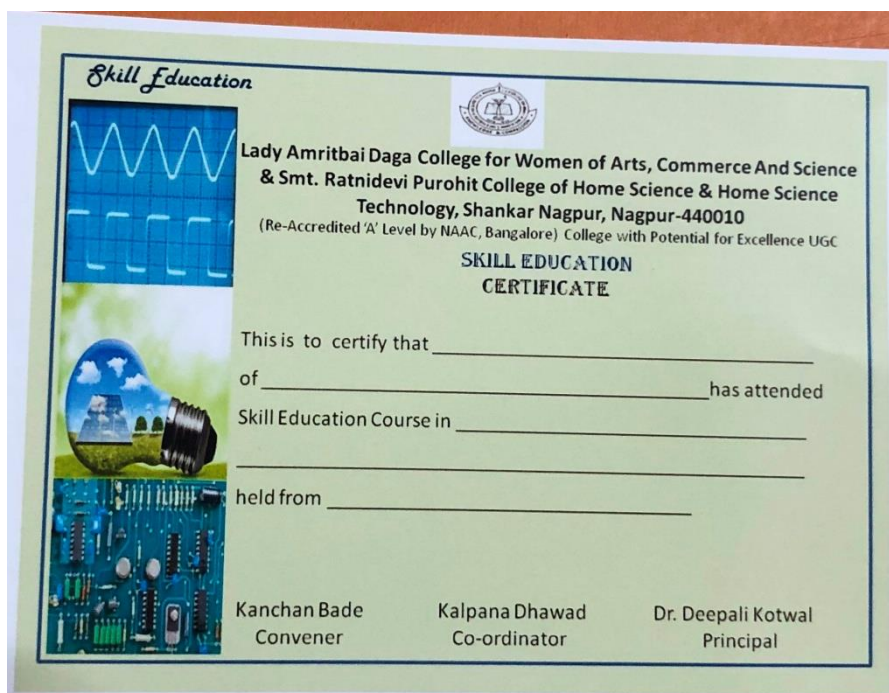 Skill Education
Lady Amritbai Daga College for Women of Arts, Commerce And Science
& Smt. Ratnidevi Purohit College of Home Science & Home Science
Technology, Shankar Nagpur, Nagpur-440010
(Re-Accredited 'A' Level by NAAC, Bangalore) College with Potential for Excellence UGC
SKILL EDUCATION
CERTIFICATE
This is to certify that
of has attended
Skill Education Course in
held from
Kanchan Bade Kalpana Dhawad Dr. Deepali Kotwal
Convener Co-ordinator Principal